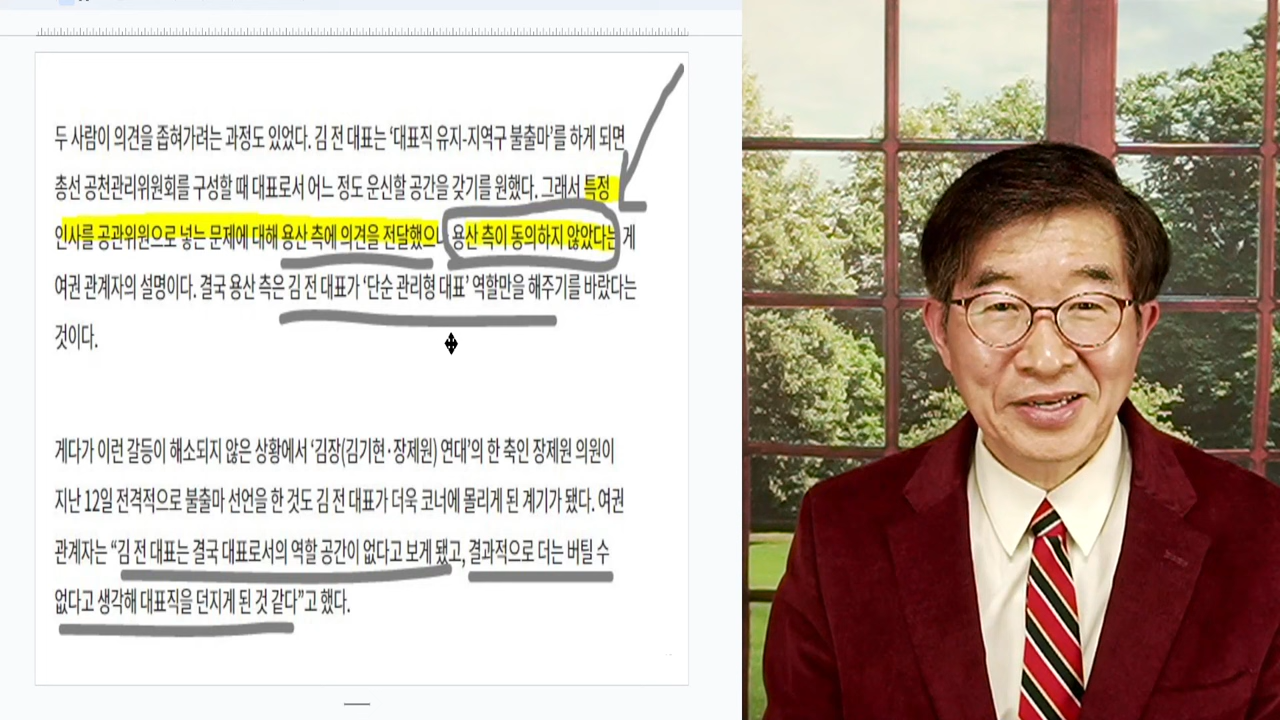 두 사람이 의견을 좁혀가려는 과정도 있었다. 김 전 대표는 ‘대표직 유지-지역구 불출마’를 하게 되면
총선 공천관리위원회를 구성할 때 대표로서 어느 정도 운신할 공간을 갖기를 원했다. 그래서 특정
인사를 공관위원으로 넣는 문제에 대해 용산 측에 의견을 전달했으나 용산 측이 동의하지 않았다는 게
여권 관계자의 설명이다. 결국 용산 측은 김 전 대표가 ‘단순 관리형 대표’ 역할만을 해주기를 바랐다는
것이다.
게다가 이런 갈등이 해소되지 않은 상황에서 ‘김장(김기현·장제원) 연대’의 한 축인 장제원 의원이
지난 12일 전격적으로 불출마 선언을 한 것도 김 전 대표가 더욱 코너에 몰리게 된 계기가 됐다. 여권
관계자는 “김 전 대표는 결국 대표로서의 역할 공간이 없다고 보게 됐고, 결과적으로 더는 버틸 수
없다고 생각해 대표직을 던지게 된 것 같다”고 했다.